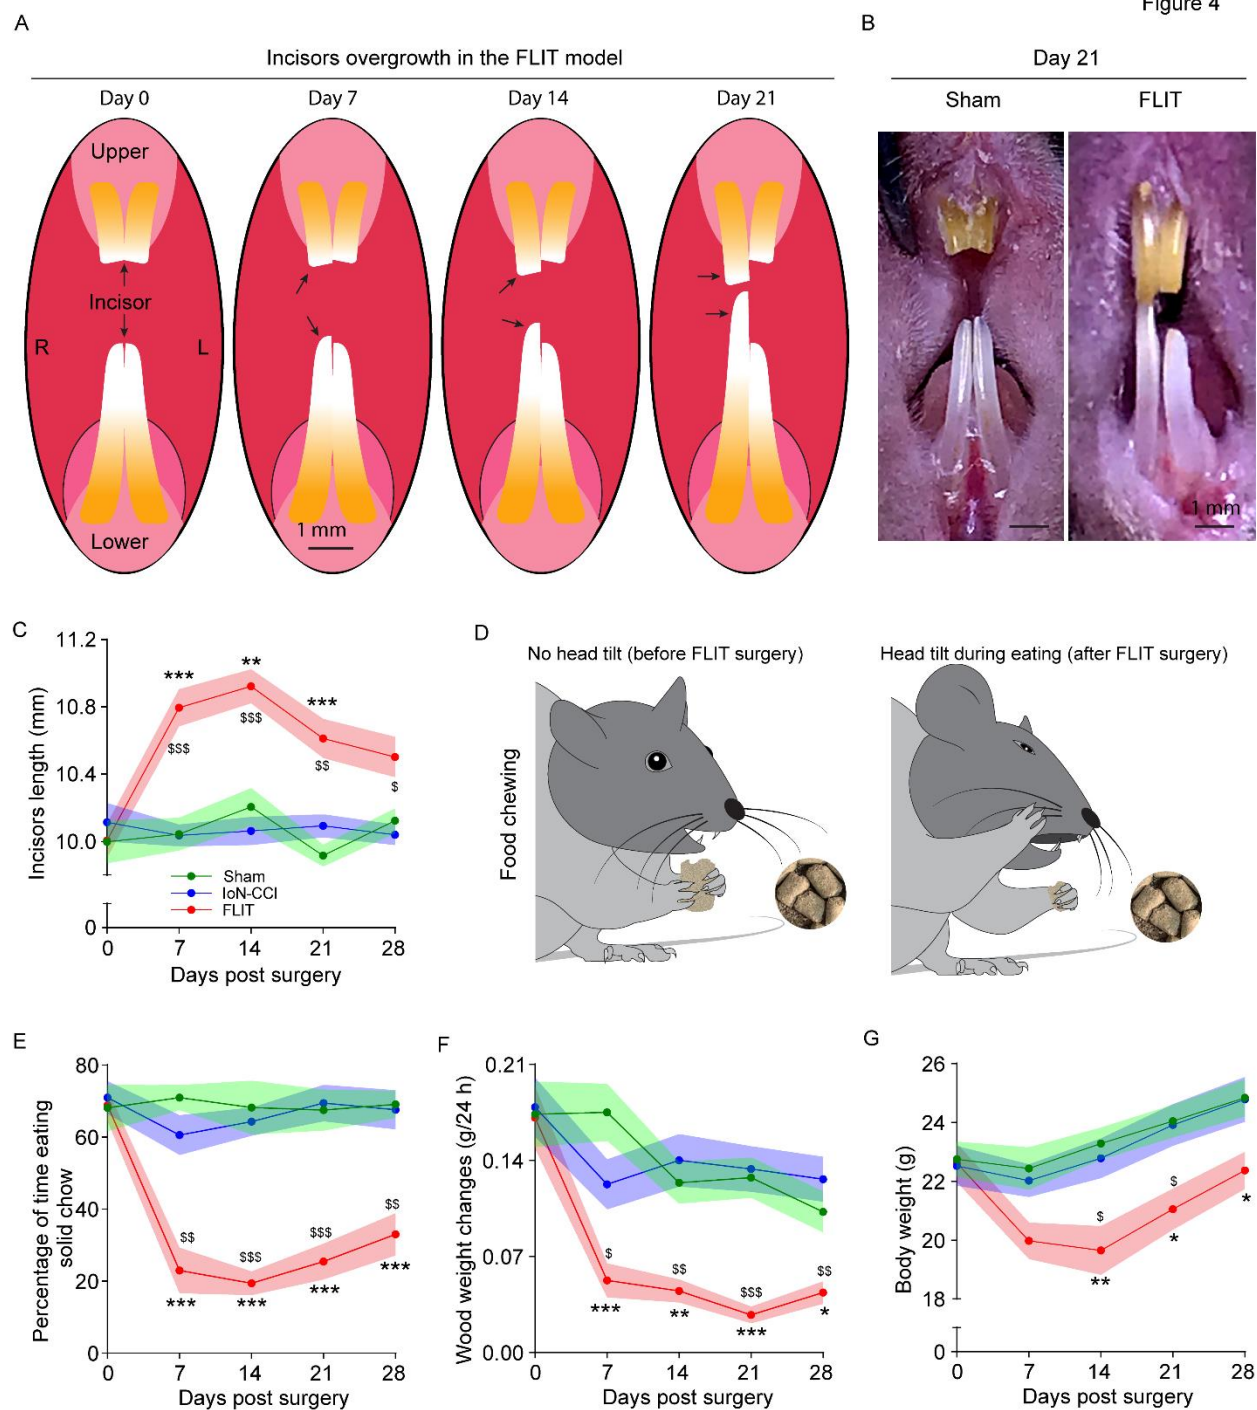 Figure 4
A
Incisors overgrowth in the FLIT model
Day 0
Day 7
Day 14
Day 21
Upper
Incisor
R
L
Lower
1 mm
B
Day 21
Sham
FLIT
1 mm
C
Incisors length (mm)
11.2
10.8
10.4
10.0
0
***
**
***
$$$
$$$
$$
$
Sham
IoN-CCI
FLIT
0 7 14 21 28
Days post surgery
D
No head tilt (before FLIT surgery)
Head tilt during eating (after FLIT surgery)
Food chewing
E
Percentage of time eating
solid chow
80
60
40
20
0
$$
$$$
$$$
$$
***
***
***
***
0 7 14 21 28
Days post surgery
F
Wood weight changes (g/24 h)
0.21
0.14
0.07
0.00
$
$$
$$$
$$
***
**
***
*
0 7 14 21 28
Days post surgery
G
Body weight (g)
26
24
22
20
18
0
$
$
**
*
*
0 7 14 21 28
Days post surgery